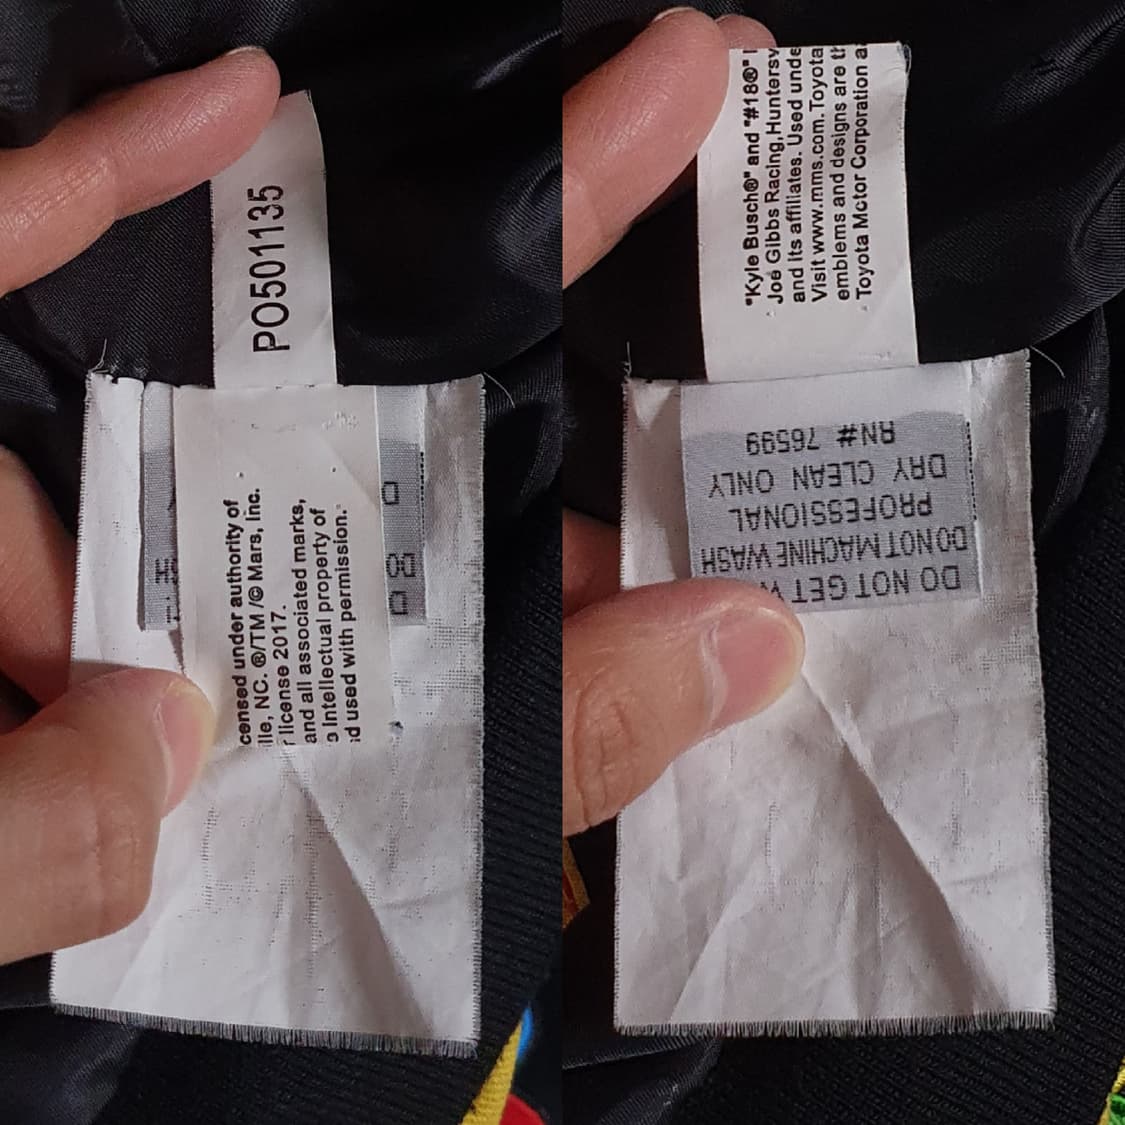 PO501135
censed under authority of
lle, NC. ®/TM /© Mars, Inc.
r license 2017.
and all associated marks,
Intellectual property of
d used with permission.
"Kyle Busch®" and "#18®"
Joe Gibbs Racing, Huntersv
and its affiliates. Used unde
Visit www.mms.com. Toyota
emblems and designs are th
Toyota Motor Corporation a
DO NOT GET
DO NOT MACHINE WASH
PROFESSIONAL
DRY CLEAN ONLY
RN# 76599